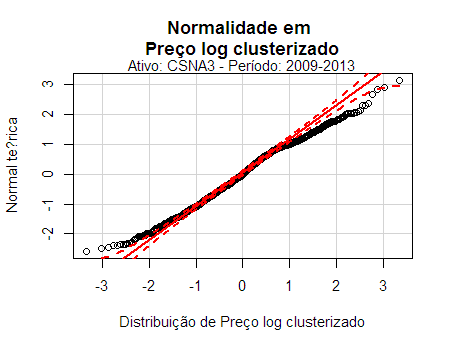 Normalidade em
Preço log clusterizado
Ativo: CSNA3 - Período: 2009-2013
Normal te?rica
3
2
1
0
-1
-2
-3 -2 -1 0 1 2 3
Distribuição de Preço log clusterizado